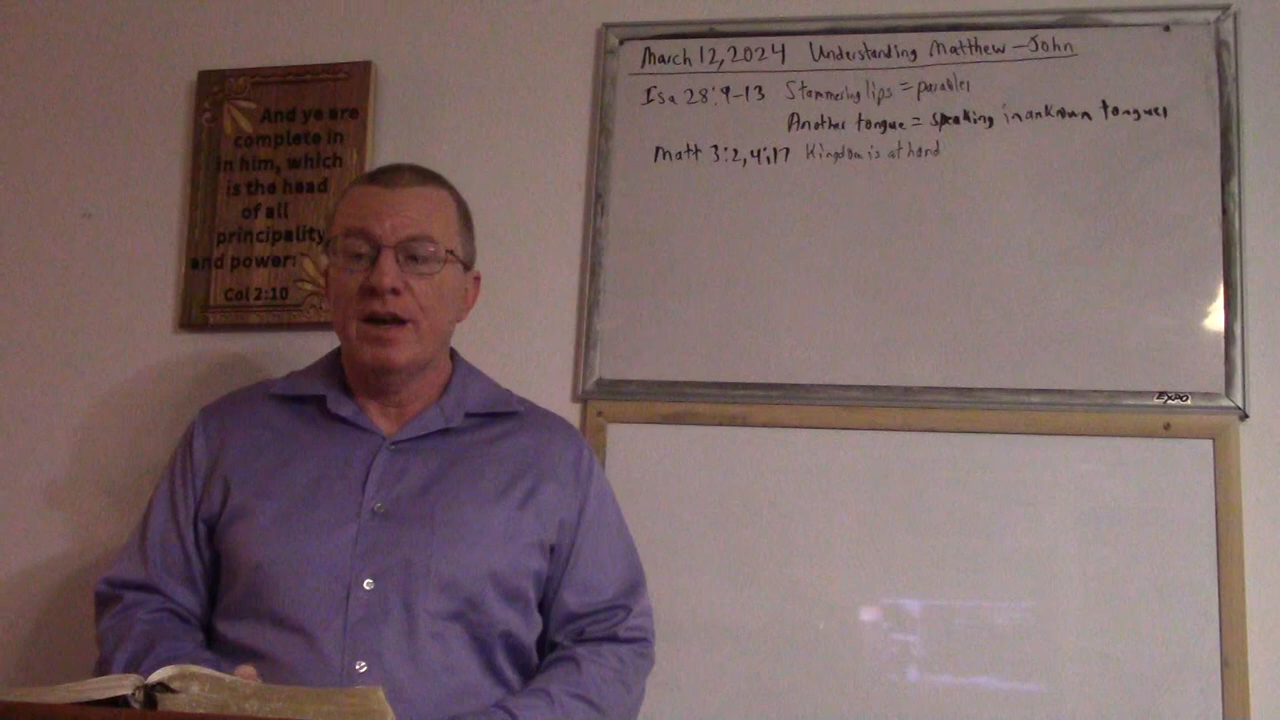 And ye are
complete in
in him, which
is the head
of all
principality
and power:
Col 2:10
March 12, 2024 Understanding Matthew - John
Isa 28:9-13 Stammering lips = parables
Another tongue = speaking in unknown tongues
Matt 3:2, 4:17 Kingdom is at hand
EXPO